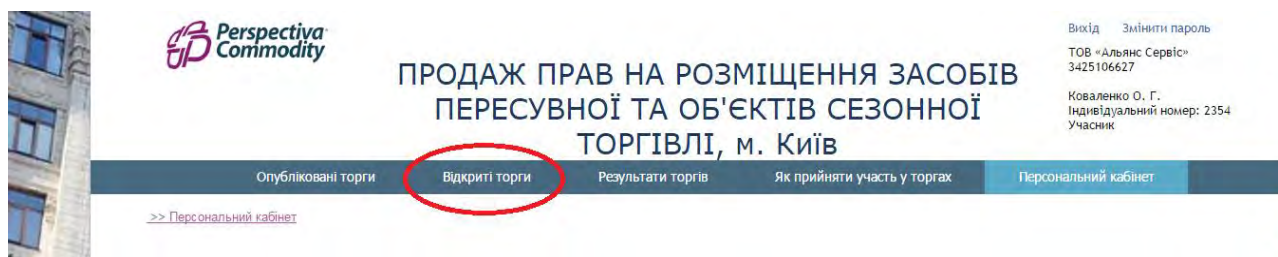 Perspectiva
Commodity
ПРОДАЖ ПРАВ НА РОЗМІЩЕННЯ ЗАСОБІВ
ПЕРЕСУВНОЇ ТА ОБ'ЄКТІВ СЕЗОННОЇ
ТОРГІВЛІ, м. Київ
Вихід Змінити пароль
ТОВ «Альянс Сервіс»
3425106627
Коваленко О. Г.
Індивідуальний номер: 2354
Учасник
Опубліковані торги Відкриті торги Результати торгів Як прийняти участь у торгах Персональний кабінет
>> Персональний кабінет